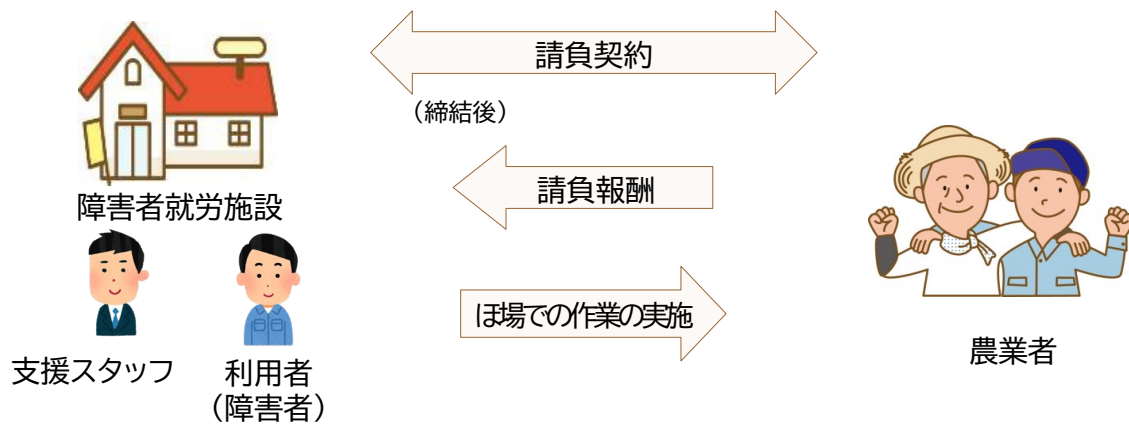 請負契約
(締結後)
障害者就労施設
請負報酬
ほ場での作業の実施
支援スタッフ
利用者
(障害者)
農業者